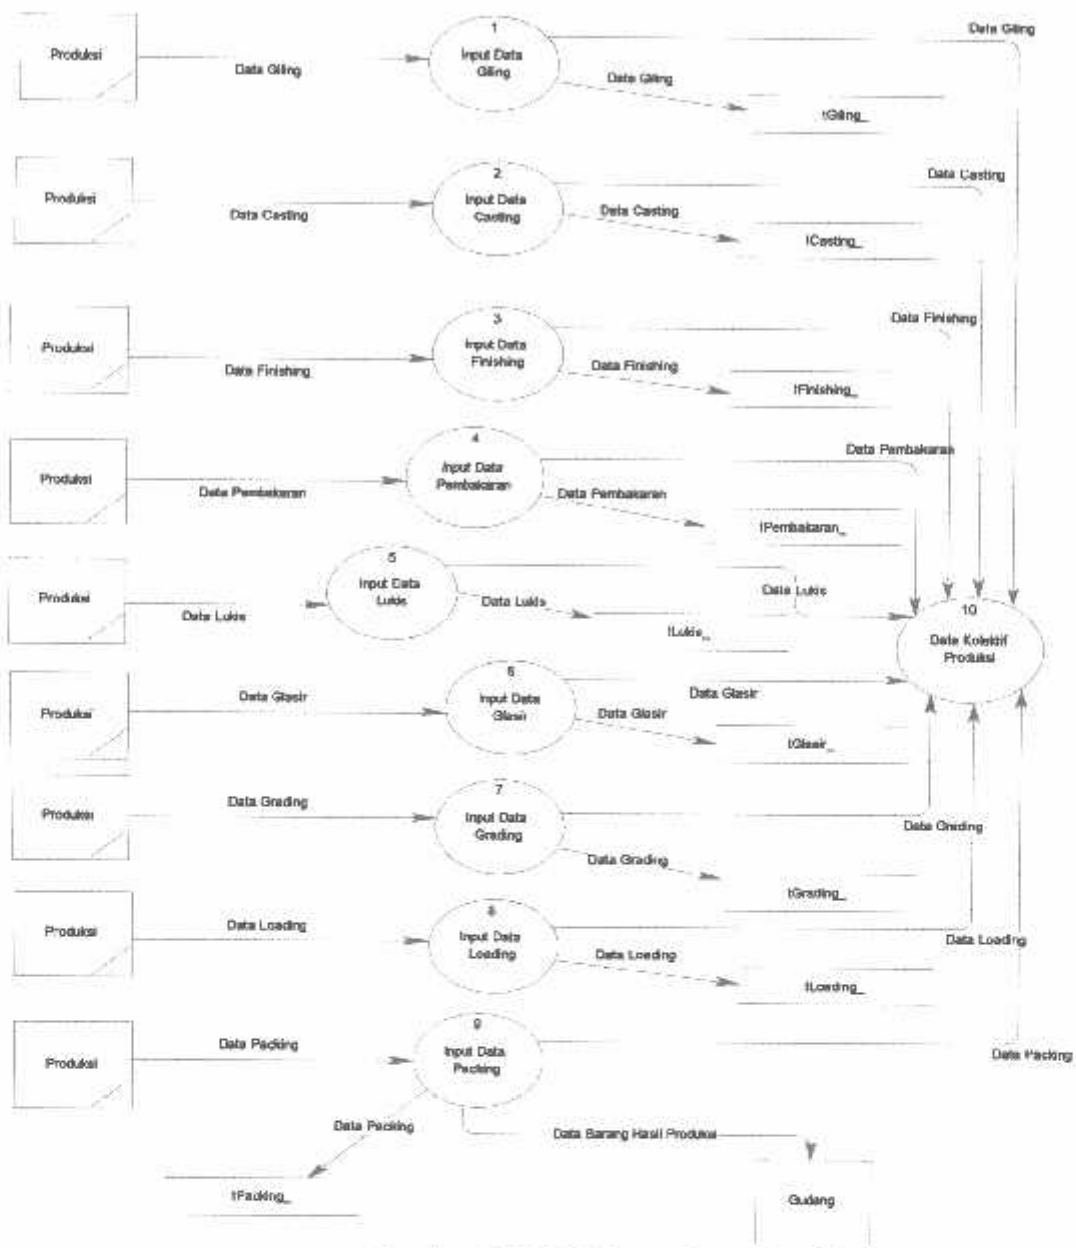 Produksi
Data Giling
1
Input Data
Giling
Data Giling
Data Giling
tGiling_
Produksi
Data Casting
2
Input Data
Casting
Data Casting
Data Casting
tCasting_
Produksi
Data Finishing
3
Input Data
Finishing
Data Finishing
Data Finishing
tFinishing_
Produksi
Data Pembakaran
4
Input Data
Pembakaran
Data Pembakaran
Data Pembakaran
tPembakaran_
Produksi
Data Lukis
5
Input Data
Lukis
Data Lukis
Data Lukis
tLukis_
10
Data Kolektif
Produksi
Produksi
Data Glasir
6
Input Data
Glasir
Data Glasir
Data Glasir
tGlasir_
Produksi
Data Grading
7
Input Data
Grading
Data Grading
Data Grading
tGrading_
Produksi
Data Loading
8
Input Data
Loading
Data Loading
Data Loading
tLoading_
Produksi
Data Packing
9
Input Data
Packing
Data Packing
Data Packing
Data Barang Hasil Produksi
tPacking_
Gudang